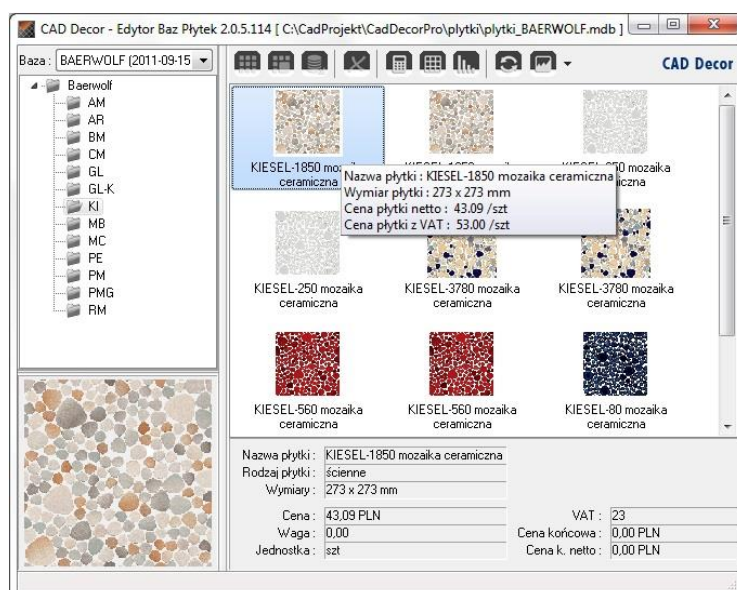 CAD Decor - Edytor Baz Płytek 2.0.5.114 [ C:\CadProjekt\CadDecorPro\plytki\plytki_BAERWOLF.mdb ]
Baza : BAERWOLF (2011-09-15
CAD Decor
Baerwolf
AM
AR
BM
CM
GL
GL-K
KI
MB
MC
PE
PM
PMG
RM
KIESEL-1850
ceramiczna
mozaika
Nazwa płytki : KIESEL-1850 mozaika ceramiczna
Wymiar płytki : 273 x 273 mm
Cena płytki netto : 43.09 /szt
Cena płytki z VAT : 53.00 /szt
KIESEL-250 mozaika
ceramiczna
KIESEL-3780 mozaika
ceramiczna
KIESEL-3780 mozaika
ceramiczna
KIESEL-560 mozaika
ceramiczna
KIESEL-560 mozaika
ceramiczna
KIESEL-80 mozaika
ceramiczna
Nazwa płytki : KIESEL-1850 mozaika ceramiczna
Rodzaj płytki : ścienne
Wymiary : 273 x 273 mm
Cena : 43,09 PLN VAT : 23
Waga : 0,00 Cena końcowa : 0,00 PLN
Jednostka : szt Cena k. netto : 0,00 PLN